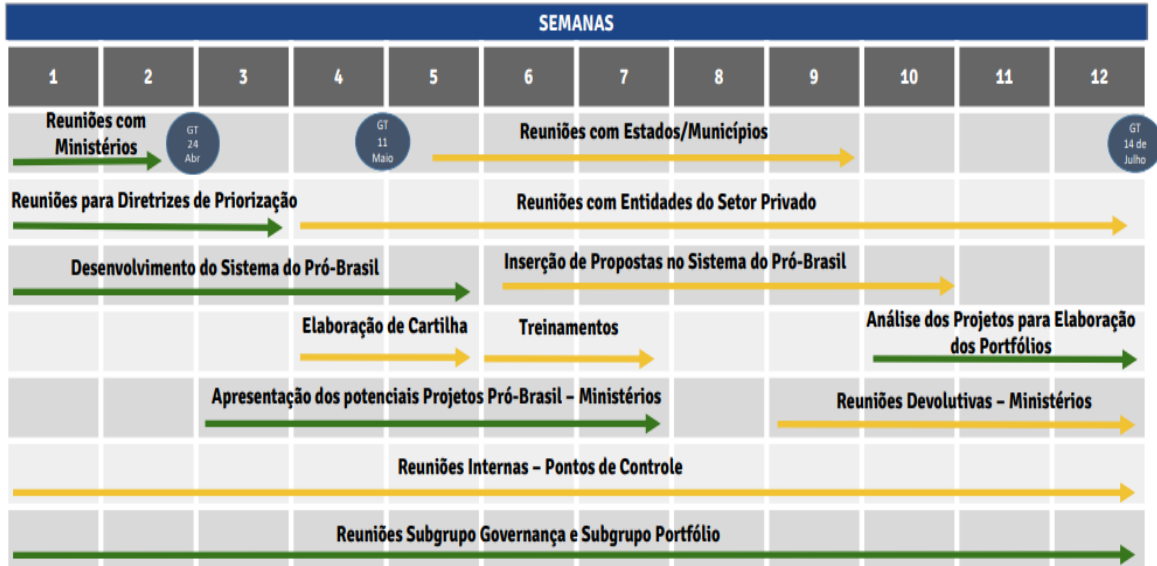 SEMANAS
1 2 3 4 5 6 7 8 9 10 11 12
Reuniões com
Ministérios
GT
24
Abr
GT
11
Maio
Reuniões com Estados/Municípios
GT
14 de
Julho
Reuniões para Diretrizes de Priorização
Reuniões com Entidades do Setor Privado
Desenvolvimento do Sistema do Pró-Brasil
Inserção de Propostas no Sistema do Pró-Brasil
Elaboração de Cartilha
Treinamentos
Análise dos Projetos para Elaboração
dos Portfólios
Apresentação dos potenciais Projetos Pró-Brasil – Ministérios
Reuniões Devolutivas – Ministérios
Reuniões Internas – Pontos de Controle
Reuniões Subgrupo Governança e Subgrupo Portfólio